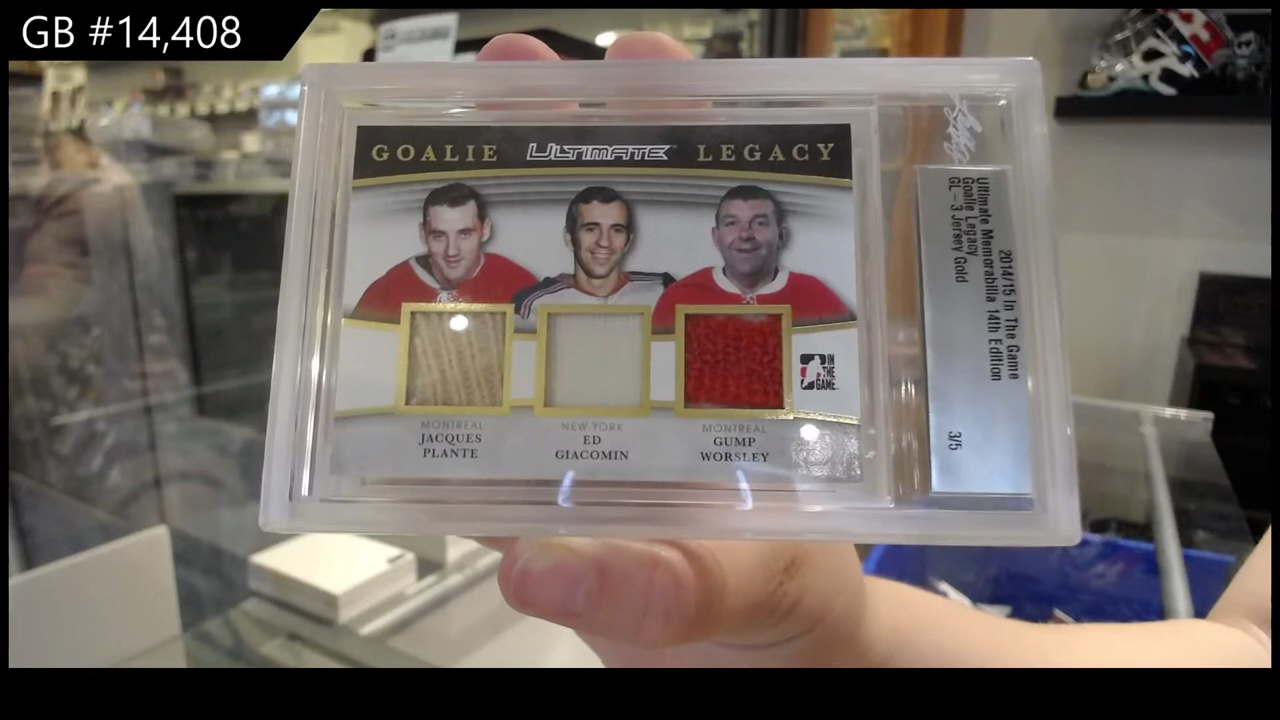 GB #14,408
GOALIE ULTIMATE LEGACY
MONTREAL
JACQUES
PLANTE
NEW YORK
ED
GIACOMIN
MONTREAL
GUMP
WORSLEY
IN
THE
GAME
2014/15 In The Game
Ultimate Memorabilia 14th Edition
Goalie Legacy
GL-3 Jersey Gold
3/5